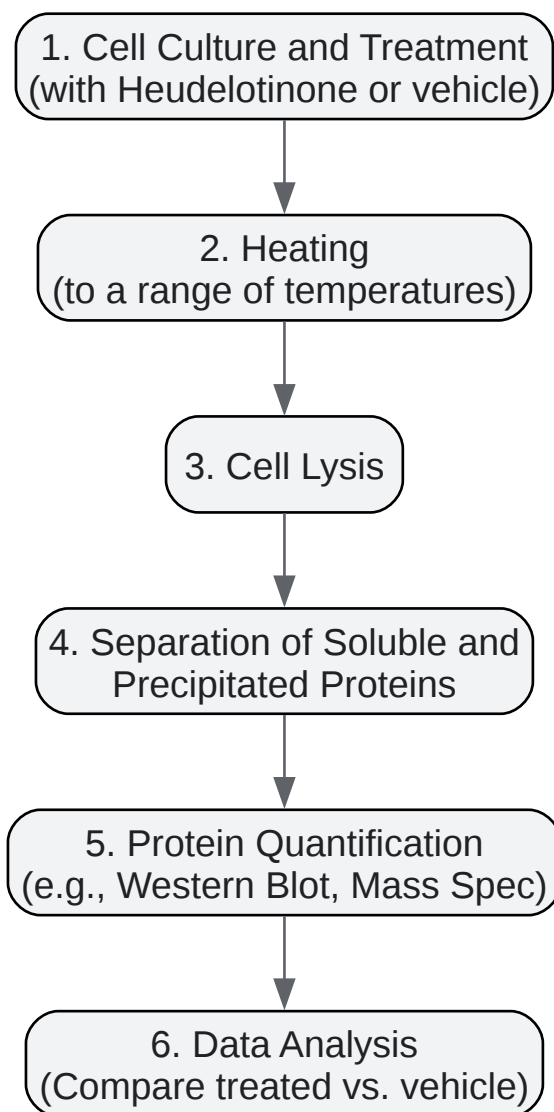 1. Cell Culture and Treatment
(with Heudelotinone or vehicle)
2. Heating
(to a range of temperatures)
3. Cell Lysis
4. Separation of Soluble and
Precipitated Proteins
5. Protein Quantification
(e.g., Western Blot, Mass Spec)
6. Data Analysis
(Compare treated vs. vehicle)